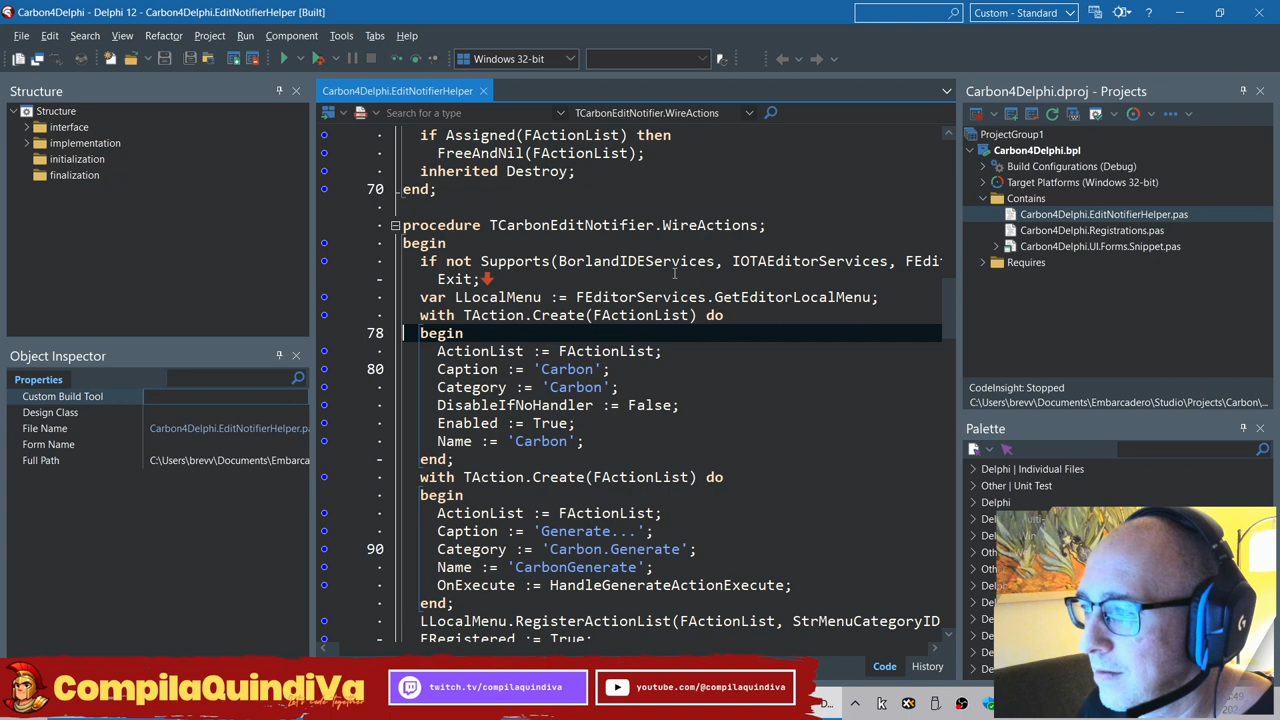 Carbon4Delphi - Delphi 12 - Carbon4Delphi.EditNotifierHelper [Built]
Custom - Standard
File Edit Search View Refactor Project Run Component Tools Tabs Help
Windows 32-bit
Structure
Structure
interface
implementation
initialization
finalization
Object Inspector
Properties
Custom Build Tool
Design Class
File Name Carbon4Delphi.EditNotifierHelper.pa
Form Name
Full Path C:\Users\brevv\Documents\Embarca
Carbon4Delphi.EditNotifierHelper
Search for a type
TCarbonEditNotifier.WireActions
if Assigned(FActionList) then
FreeAndNil(FActionList);
inherited Destroy;
70 end;
procedure TCarbonEditNotifier.WireActions;
begin
if not Supports(BorlandIDEServices, IOTAEditorServices, FEdit
Exit;
var LLocalMenu := FEditorServices.GetEditorLocalMenu;
with TAction.Create(FActionList) do
78 begin
ActionList := FActionList;
80 Caption := 'Carbon';
Category := 'Carbon';
DisableIfNoHandler := False;
Enabled := True;
Name := 'Carbon';
end;
with TAction.Create(FActionList) do
begin
ActionList := FActionList;
Caption := 'Generate...';
90 Category := 'Carbon.Generate';
Name := 'CarbonGenerate';
OnExecute := HandleGenerateActionExecute;
end;
LLocalMenu.RegisterActionList(FActionList, StrMenuCategoryID
FRegistered := True;
Code History
Carbon4Delphi.dproj - Projects
ProjectGroup1
Carbon4Delphi.bpl
Build Configurations (Debug)
Target Platforms (Windows 32-bit)
Contains
Carbon4Delphi.EditNotifierHelper.pas
Carbon4Delphi.Registrations.pas
Carbon4Delphi.UI.Forms.Snippet.pas
Requires
CodeInsight: Stopped
C:\Users\brevv\Documents\Embarcadero\Studio\Projects\Carbon\...
Palette
Delphi | Individual Files
Other | Unit Test
Delphi
CompilaQuindiVa
Let's code together
twitch.tv/compilaquindiva
youtube.com/@compilaquindiva